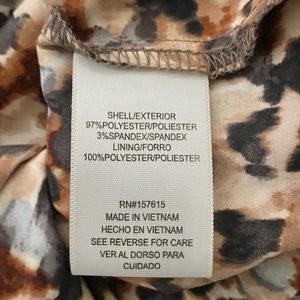 SHELL/EXTERIOR
97%POLYESTER/POLIESTER
3%SPANDEX/SPANDEX
LINING/FORRO
100%POLYESTER/POLIESTER
RN#157615
MADE IN VIETNAM
HECHO EN VIETNAM
SEE REVERSE FOR CARE
VER AL DORSO PARA
CUIDADO